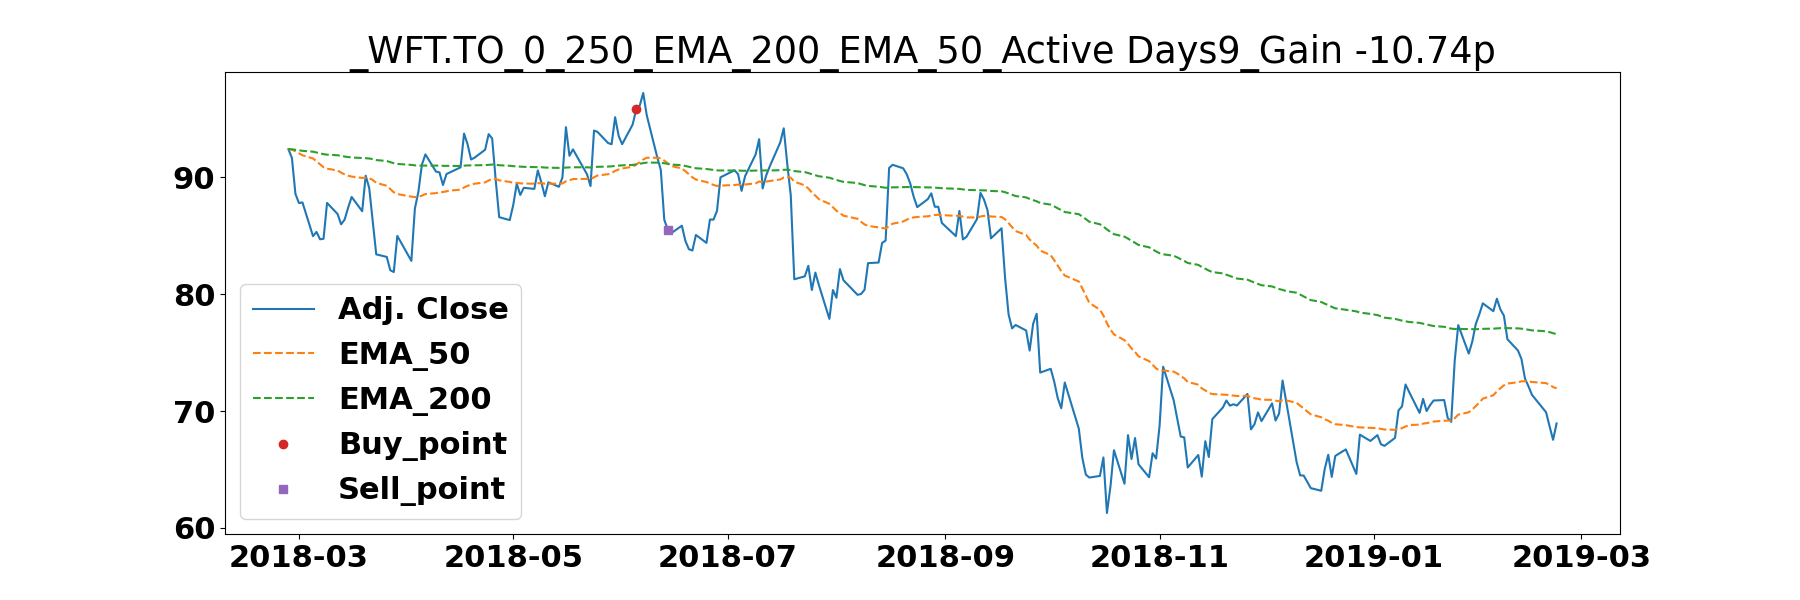 _WFT.TO_0_250_EMA_200_EMA_50_Active Days9_Gain -10.74p
90
80
70
60
Adj. Close
EMA_50
EMA_200
Buy_point
Sell_point
2018-03 2018-05 2018-07 2018-09 2018-11 2019-01 2019-03